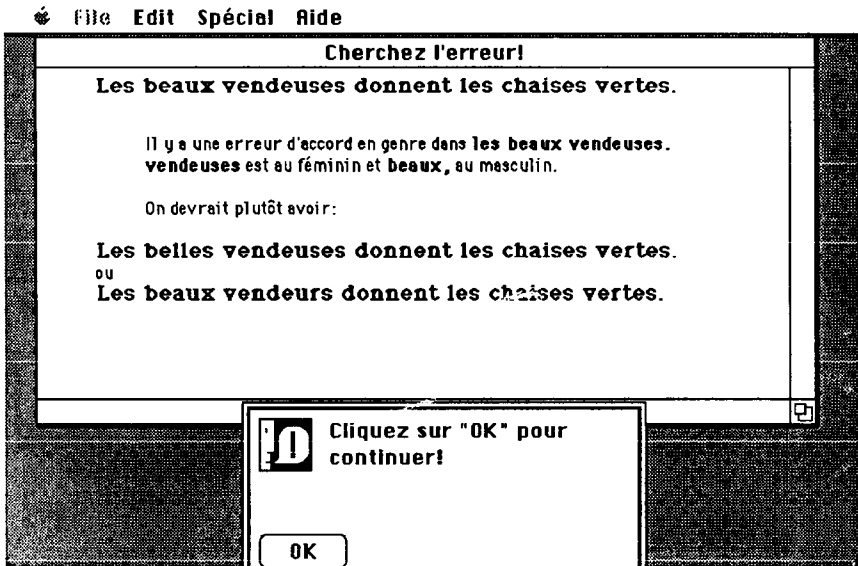 File Edit Spécial Aide
Cherchez l'erreur!
Les beaux vendeuses donnent les chaises vertes.
Il y a une erreur d'accord en genre dans les beaux vendeuses.
vendeuses est au féminin et beaux, au masculin.
On devrait plutôt avoir:
Les belles vendeuses donnent les chaises vertes.
ou
Les beaux vendeurs donnent les chaises vertes.
Cliquez sur "OK" pour
continuer!
OK